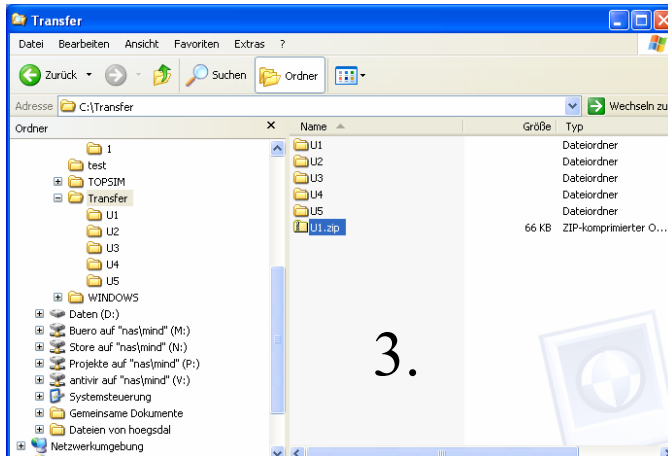 Transfer
Datei Bearbeiten Ansicht Favoriten Extras ?
Zurück Suchen Ordner
Adresse C:\Transfer Wechseln zu
Ordner
1
test
TOPSIM
Transfer
U1
U2
U3
U4
U5
WINDOWS
Daten (D:)
Buero auf "nas\mind" (M:)
Store auf "nas\mind" (N:)
Projekte auf "nas\mind" (P:)
antivir auf "nas\mind" (V:)
Systemsteuerung
Gemeinsame Dokumente
Dateien von hoegsdal
Netzwerkumgebung
Name Größe Typ
U1 Dateiordner
U2 Dateiordner
U3 Dateiordner
U4 Dateiordner
U5 Dateiordner
U1.zip 66 KB ZIP-komprimierter O...
3.